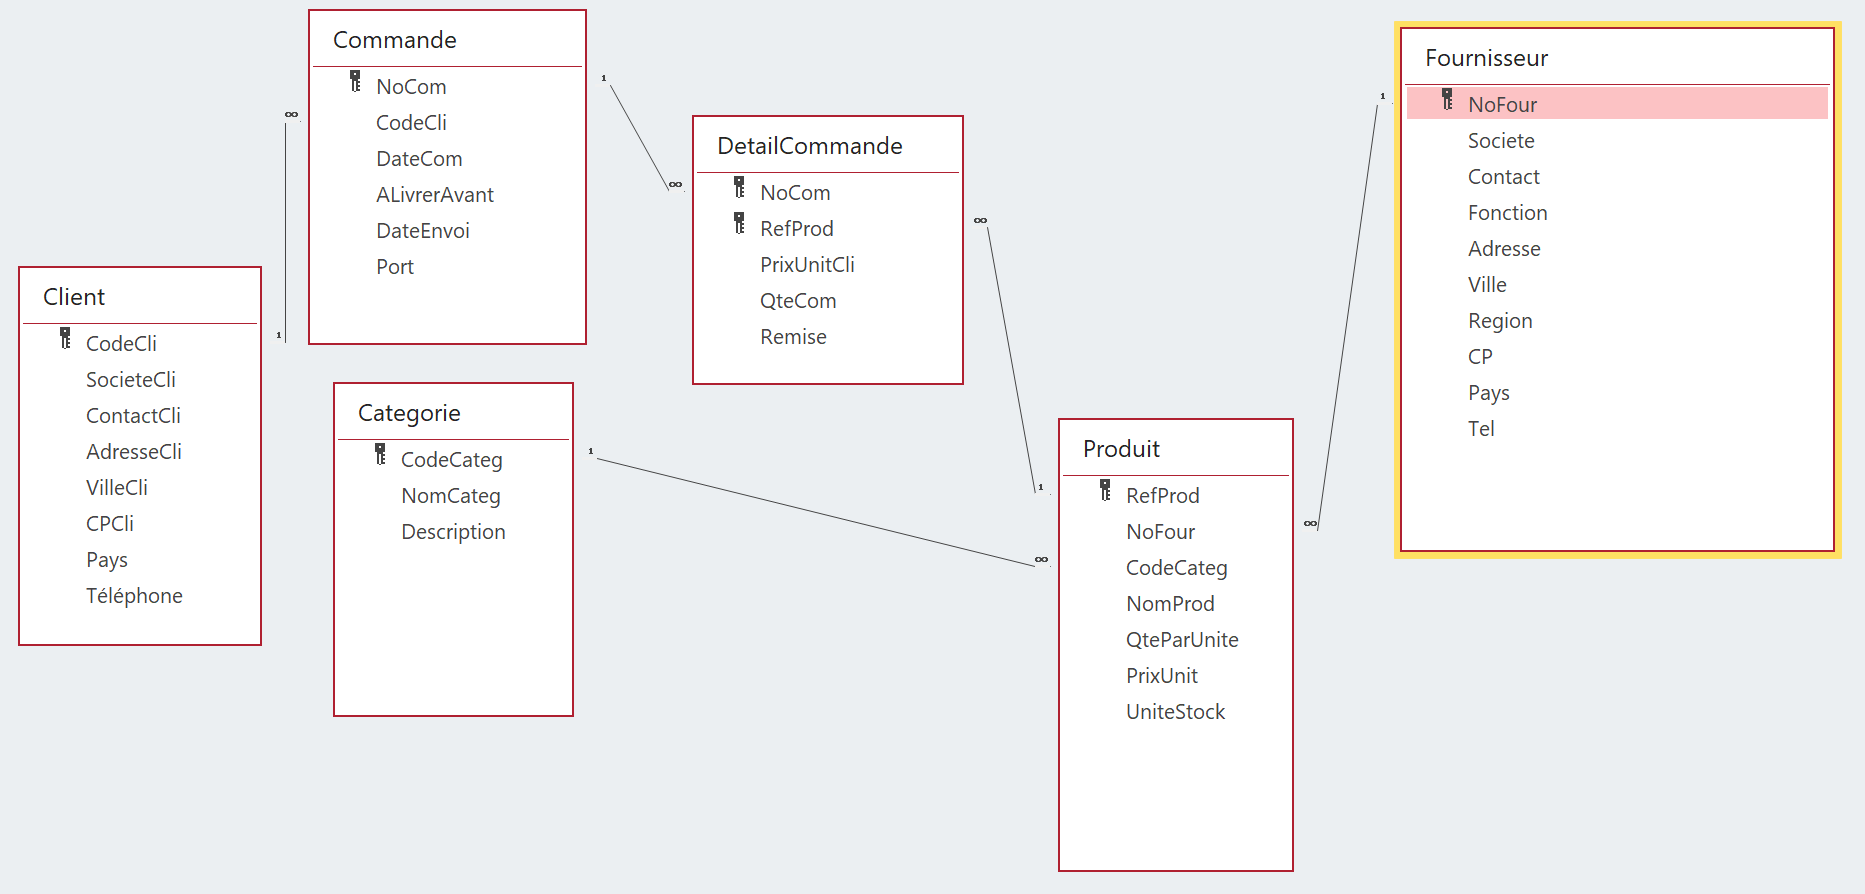 Commande
NoCom
CodeCli
DateCom
ALivrerAvant
DateEnvoi
Port
Client
CodeCli
SocieteCli
ContactCli
AdresseCli
VilleCli
CPCli
Pays
Téléphone
Categorie
CodeCateg
NomCateg
Description
DetailCommande
NoCom
RefProd
PrixUnitCli
QteCom
Remise
Produit
RefProd
NoFour
CodeCateg
NomProd
QteParUnite
PrixUnit
UniteStock
Fournisseur
NoFour
Societe
Contact
Fonction
Adresse
Ville
Region
CP
Pays
Tel
∞
1
1
∞
∞
1
1
∞
1
∞